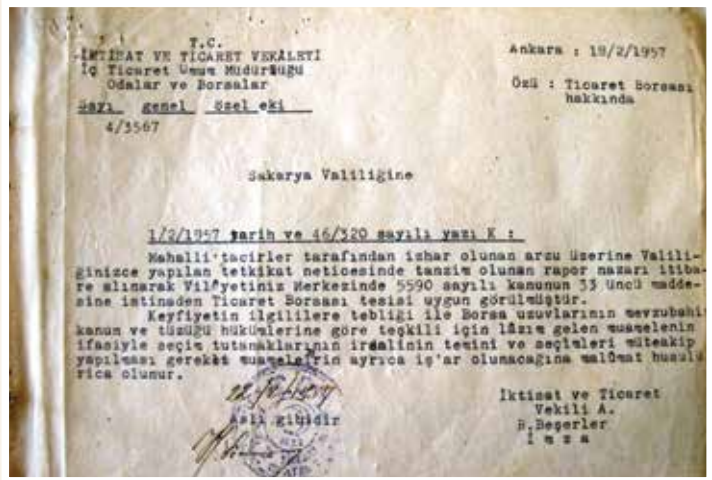 T.C.
İKTİSAT VE TİCARET VEKÂLETİ
İç Ticaret Umum Müdürlüğü
Odalar ve Borsalar
Sayı genel özel eki
4/3567
Ankara : 18/2/1957
Özü : Ticaret Borsası
hakkında
Sakarya Valiliğine
1/2/1957 tarih ve 46/320 sayılı yazı K :
Mahalli tacirler tarafından izhar olunan arzu üzerine Valili-
ğinizce yapılan tetkikat neticesinde tanzim olunan rapor nazarı itiba-
re alınarak Vilâyetiniz Merkezinde 5590 sayılı kanunun 33 üncü madde-
sine istinaden Ticaret Borsası tesisi uygun görülmüştür.
Keyfiyetin ilgililere tebliği ile Borsa uzuvlarının mevzubahis
kanun ve tüzüğü hükümlerine göre teşkili için lâzım gelen muamelenin
ifasiyle seçim tutanaklarının irdalinin temini ve seçimleri müteakip
yapılması gereken muamelelerin ayrıca iş'ar olunacağına malûmat husulü
rica olunur.
Aslı gibidir
İktisat ve Ticaret
Vekili A.
B.Beşerler
İmza